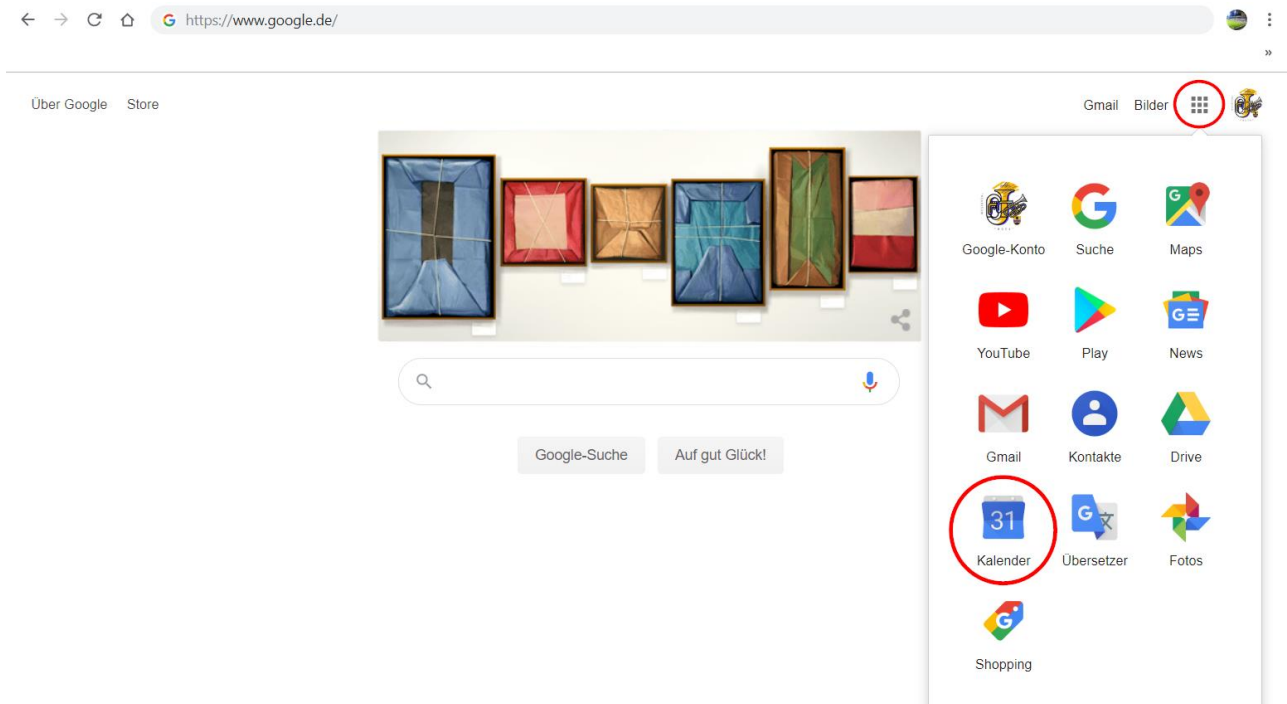 https://www.google.de/
»
Über Google Store
Gmail Bilder
Google-Konto Suche Maps
YouTube Play News
Gmail Kontakte Drive
31
Kalender Übersetzer Fotos
Shopping
Google-Suche Auf gut Glück!